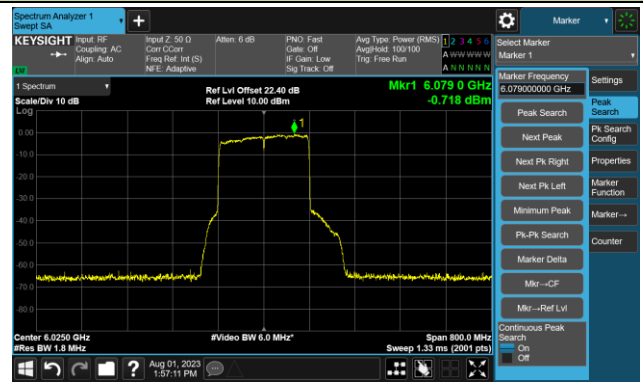 Spectrum Analyzer 1
Swept SA
+
Marker
KEYSIGHT
Input: RF
Coupling: AC
Align: Auto
Input Z: 50 Ω
Corr CCorr
Freq Ref: Int (S)
NFE: Adaptive
Atten: 6 dB
PNO: Fast
Gate: Off
IF Gain: Low
Sig Track: Off
Avg Type: Power (RMS)
Avg|Hold: 100/100
Trig: Free Run
1 2 3 4 5 6
A W W W W W
A N N N N N
Select Marker
Marker 1
1 Spectrum
Scale/Div 10 dB
Log
Ref Lvl Offset 22.40 dB
Ref Level 10.00 dBm
Mkr1 6.079 0 GHz
-0.718 dBm
1
0.00
-10.0
-20.0
-30.0
-40.0
-50.0
-60.0
-70.0
-80.0
Center 6.0250 GHz
#Res BW 1.8 MHz
#Video BW 6.0 MHz*
Span 800.0 MHz
Sweep 1.33 ms (2001 pts)
Marker Frequency
6.079000000 GHz
Peak Search
Next Peak
Next Pk Right
Next Pk Left
Minimum Peak
Pk-Pk Search
Marker Delta
Mkr→CF
Mkr→Ref Lvl
Continuous Peak
Search
On
Off
Settings
Peak
Search
Pk Search
Config
Properties
Marker
Function
Marker→
Counter
?
Aug 01, 2023
1:57:11 PM